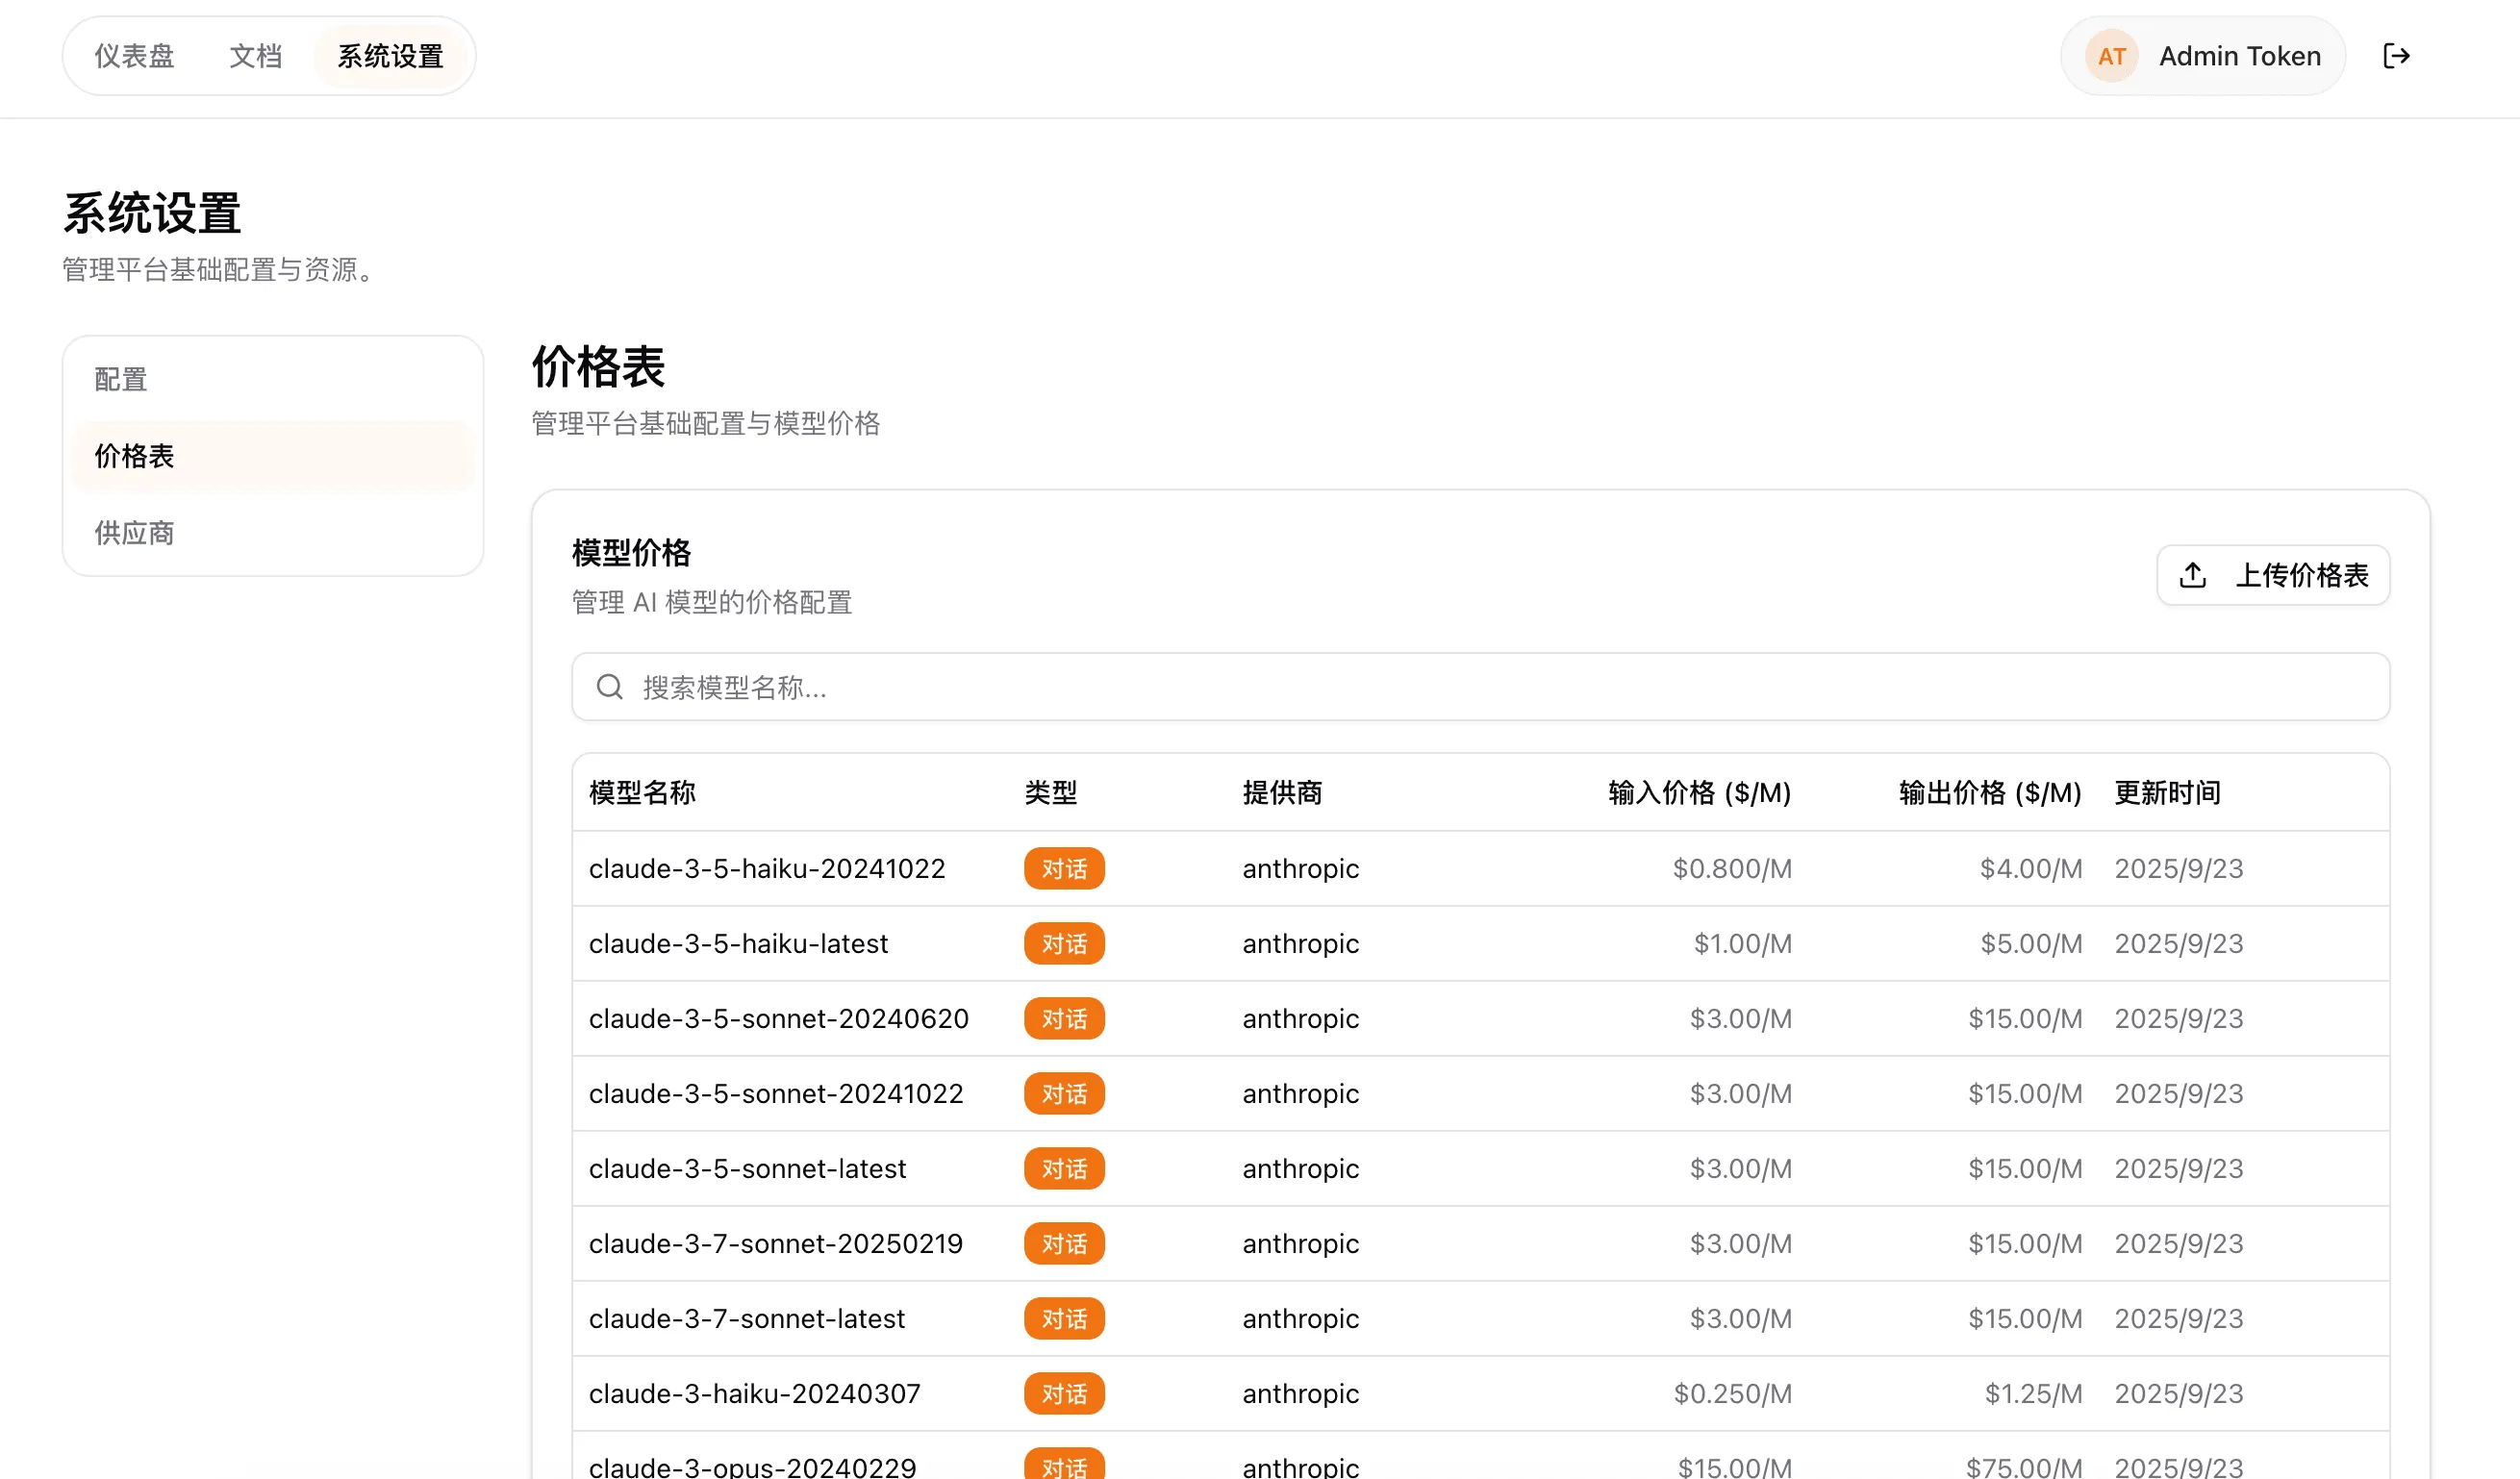 仪表盘 文档 系统设置 AT Admin Token
系统设置
管理平台基础配置与资源。
配置
价格表
供应商
价格表
管理平台基础配置与模型价格
模型价格
管理 AI 模型的价格配置
上传价格表
搜索模型名称...
模型名称 类型 提供商 输入价格 ($/M) 输出价格 ($/M) 更新时间
claude-3-5-haiku-20241022 对话 anthropic $0.800/M $4.00/M 2025/9/23
claude-3-5-haiku-latest 对话 anthropic $1.00/M $5.00/M 2025/9/23
claude-3-5-sonnet-20240620 对话 anthropic $3.00/M $15.00/M 2025/9/23
claude-3-5-sonnet-20241022 对话 anthropic $3.00/M $15.00/M 2025/9/23
claude-3-5-sonnet-latest 对话 anthropic $3.00/M $15.00/M 2025/9/23
claude-3-7-sonnet-20250219 对话 anthropic $3.00/M $15.00/M 2025/9/23
claude-3-7-sonnet-latest 对话 anthropic $3.00/M $15.00/M 2025/9/23
claude-3-haiku-20240307 对话 anthropic $0.250/M $1.25/M 2025/9/23
claude-3-opus-20240229 对话 anthropic $15.00/M $75.00/M 2025/9/23